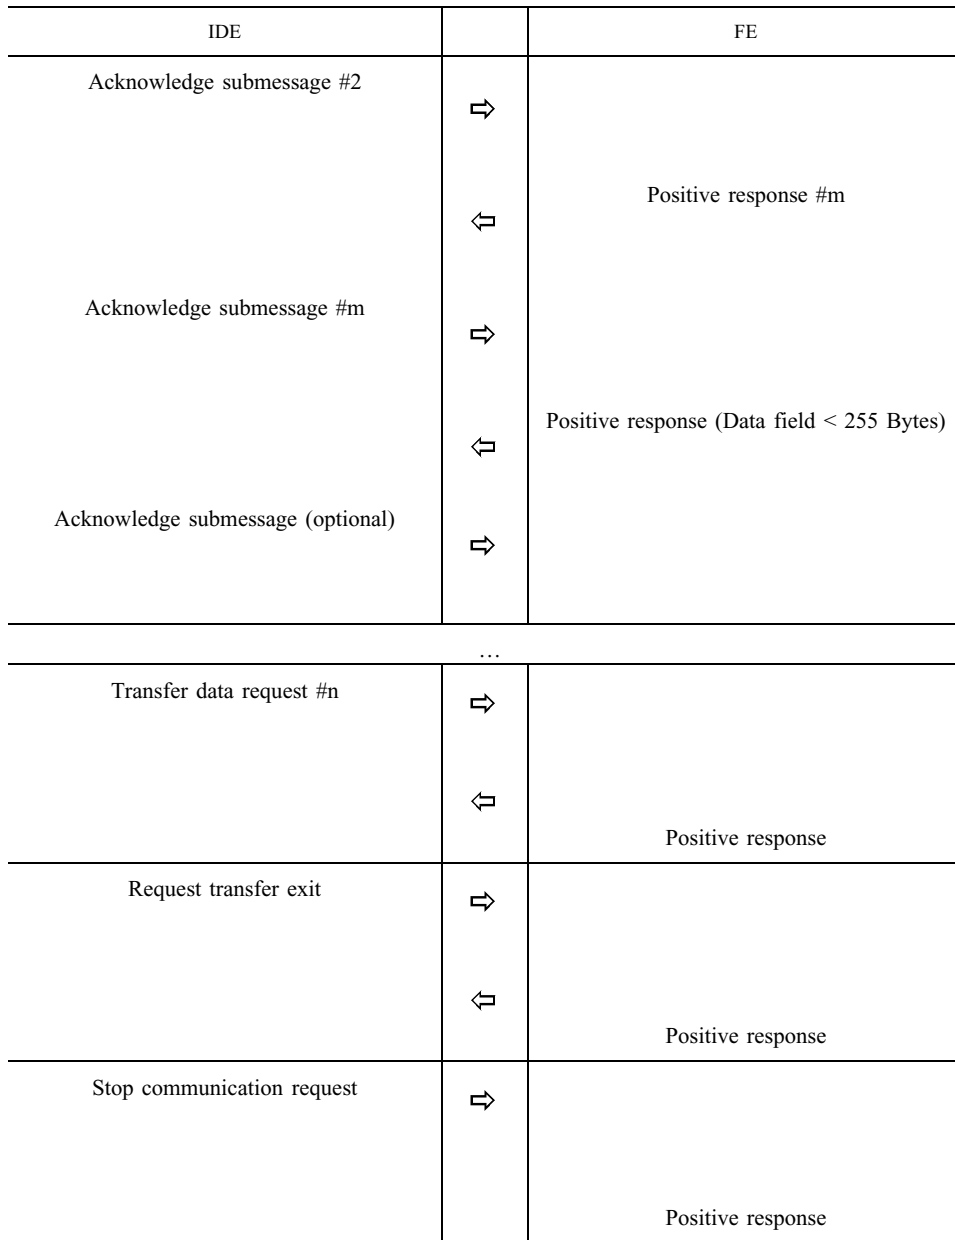 IDE FE
Acknowledge submessage #2
⇨
Positive response #m
⇦
Acknowledge submessage #m
⇨
Positive response (Data field < 255 Bytes)
⇦
Acknowledge submessage (optional)
⇨
…
Transfer data request #n
⇨
⇦
Positive response
Request transfer exit
⇨
⇦
Positive response
Stop communication request
⇨
Positive response